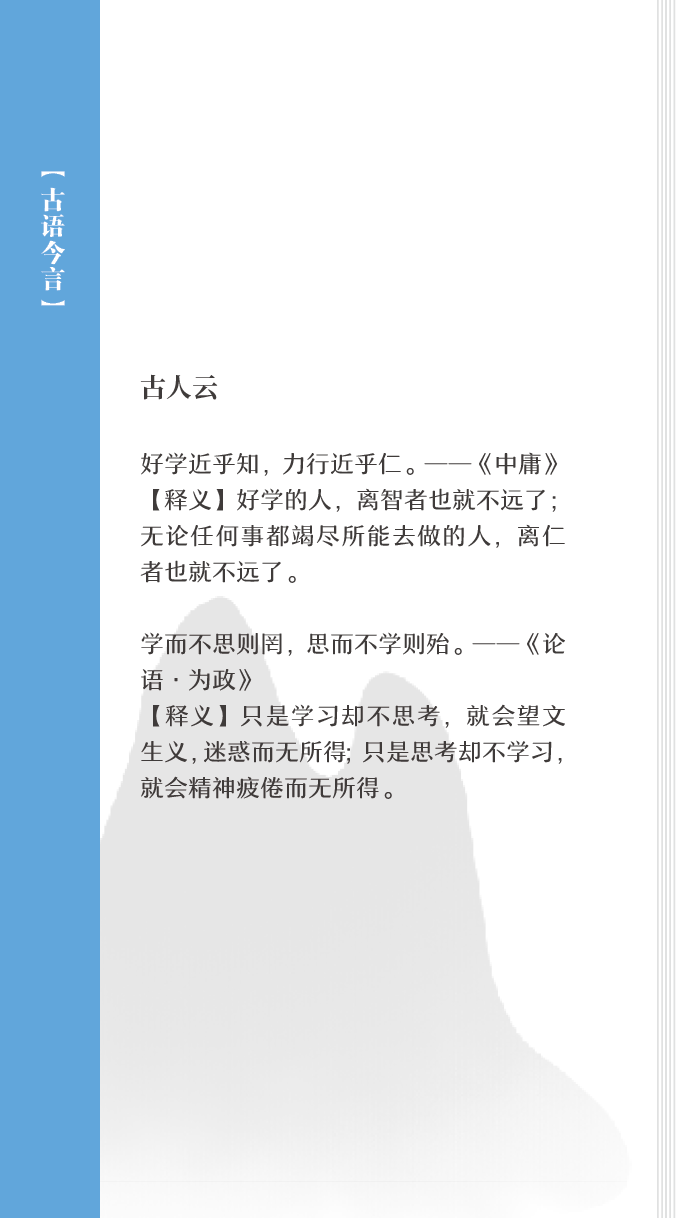 【古语今言】
古人云
好学近乎知，力行近乎仁。——《中庸》
【释义】好学的人，离智者也就不远了；
无论任何事都竭尽所能去做的人，离仁
者也就不远了。
学而不思则罔，思而不学则殆。——《论
语·为政》
【释义】只是学习却不思考，就会望文
生义，迷惑而无所得；只是思考却不学习，
就会精神疲倦而无所得。